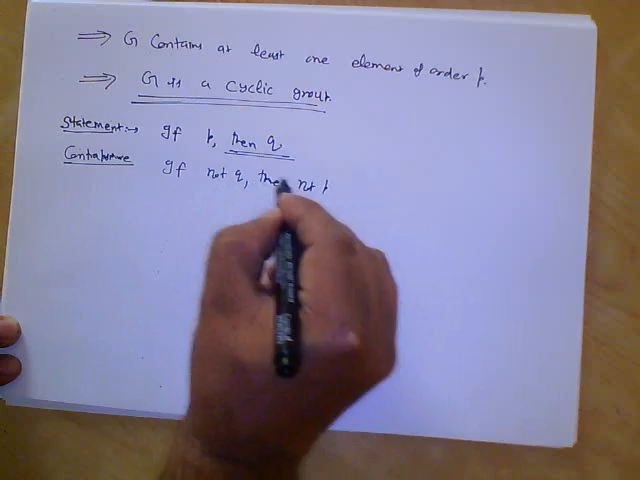 ⇒ G Contains at least one element of order p.
⇒ G is a cyclic group.
Statement:→ If p, then q
Contrapositive If not q, then not p